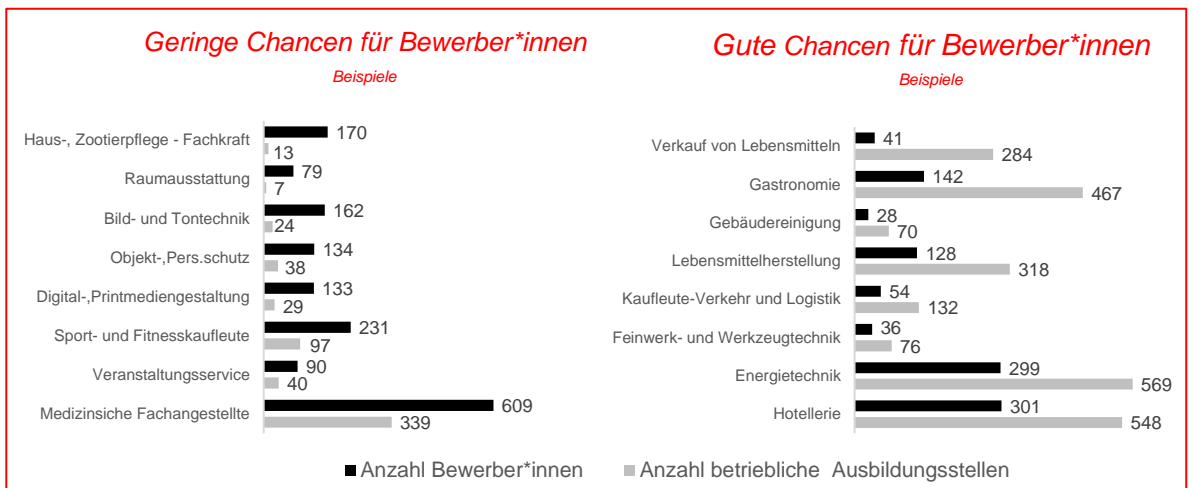 Geringe Chancen für Bewerber*innen
Beispiele
Haus-, Zootierpflege - Fachkraft
170
13
Raumausstattung
79
7
Bild- und Tontechnik
162
24
Objekt-,Pers.schutz
134
38
Digital-,Printmediengestaltung
133
29
Sport- und Fitnesskaufleute
231
97
Veranstaltungsservice
90
40
Medizinsiche Fachangestellte
609
339
Gute Chancen für Bewerber*innen
Beispiele
Verkauf von Lebensmitteln
41
284
Gastronomie
142
467
Gebäudereinigung
28
70
Lebensmittelherstellung
128
318
Kaufleute-Verkehr und Logistik
54
132
Feinwerk- und Werkzeugtechnik
36
76
Energietechnik
299
569
Hotellerie
301
548
Anzahl Bewerber*innen
Anzahl betriebliche Ausbildungsstellen